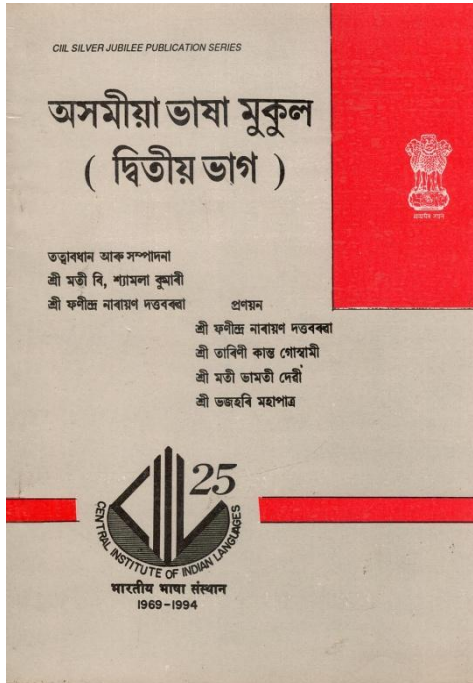 CIIL SILVER JUBILEE PUBLICATION SERIES
অসমীয়া ভাষা মুকুল
( দ্বিতীয় ভাগ )
তত্বাবধান আৰু সম্পাদনা
শ্ৰী মতী বি, শ্যামলা কুমাৰী
শ্ৰী ফণীন্দ্ৰ নাৰায়ণ দত্তবৰুৱা
প্ৰণয়ন
শ্ৰী ফণীন্দ্ৰ নাৰায়ণ দত্তবৰুৱা
শ্ৰী তাৰিণী কান্ত গোস্বামী
শ্ৰী মতী ভামতী দেৱী
শ্ৰী ভজহৰি মহাপাত্ৰ
25
CENTRAL INSTITUTE OF INDIAN LANGUAGES
भारतीय भाषा संस्थान
1969-1994